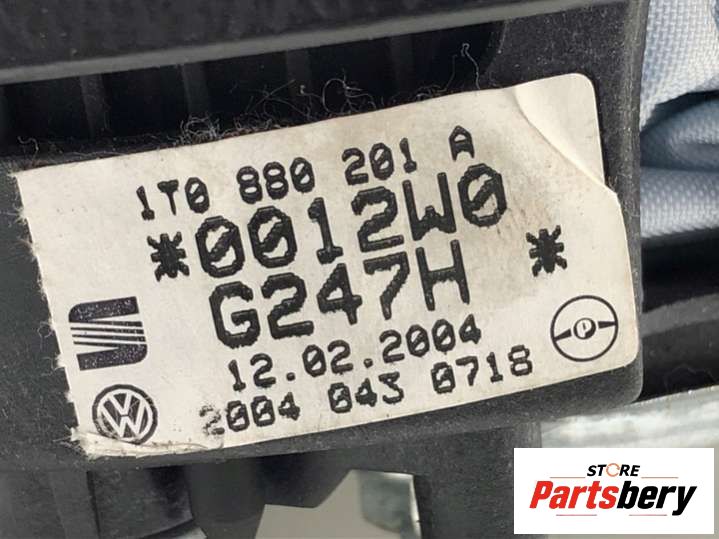 1T0 880 201 A
*0012W0 *
G247H
12.02.2004
2004 043 0718
STORE
Partsbery